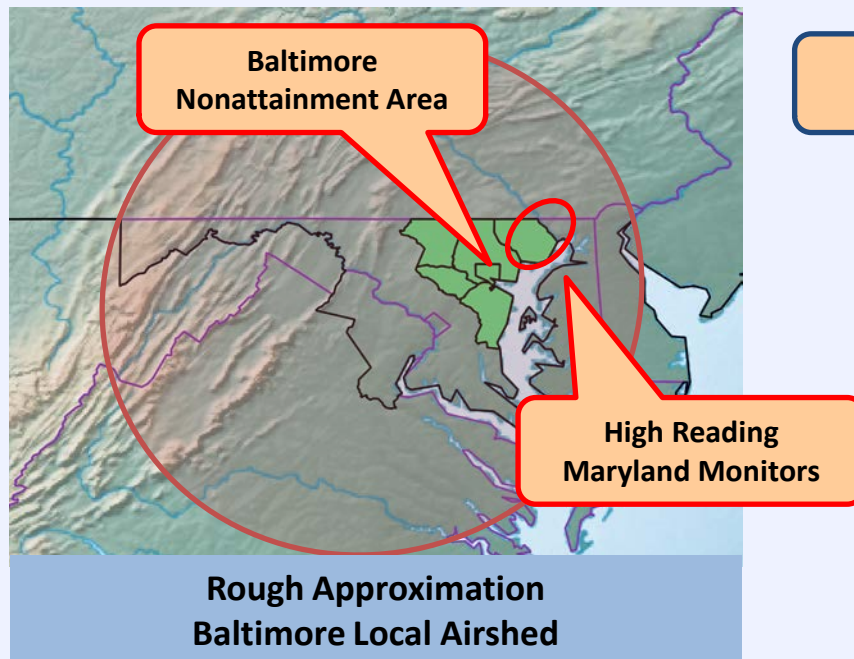 Baltimore
Nonattainment Area
High Reading
Maryland Monitors
Rough Approximation
Baltimore Local Airshed